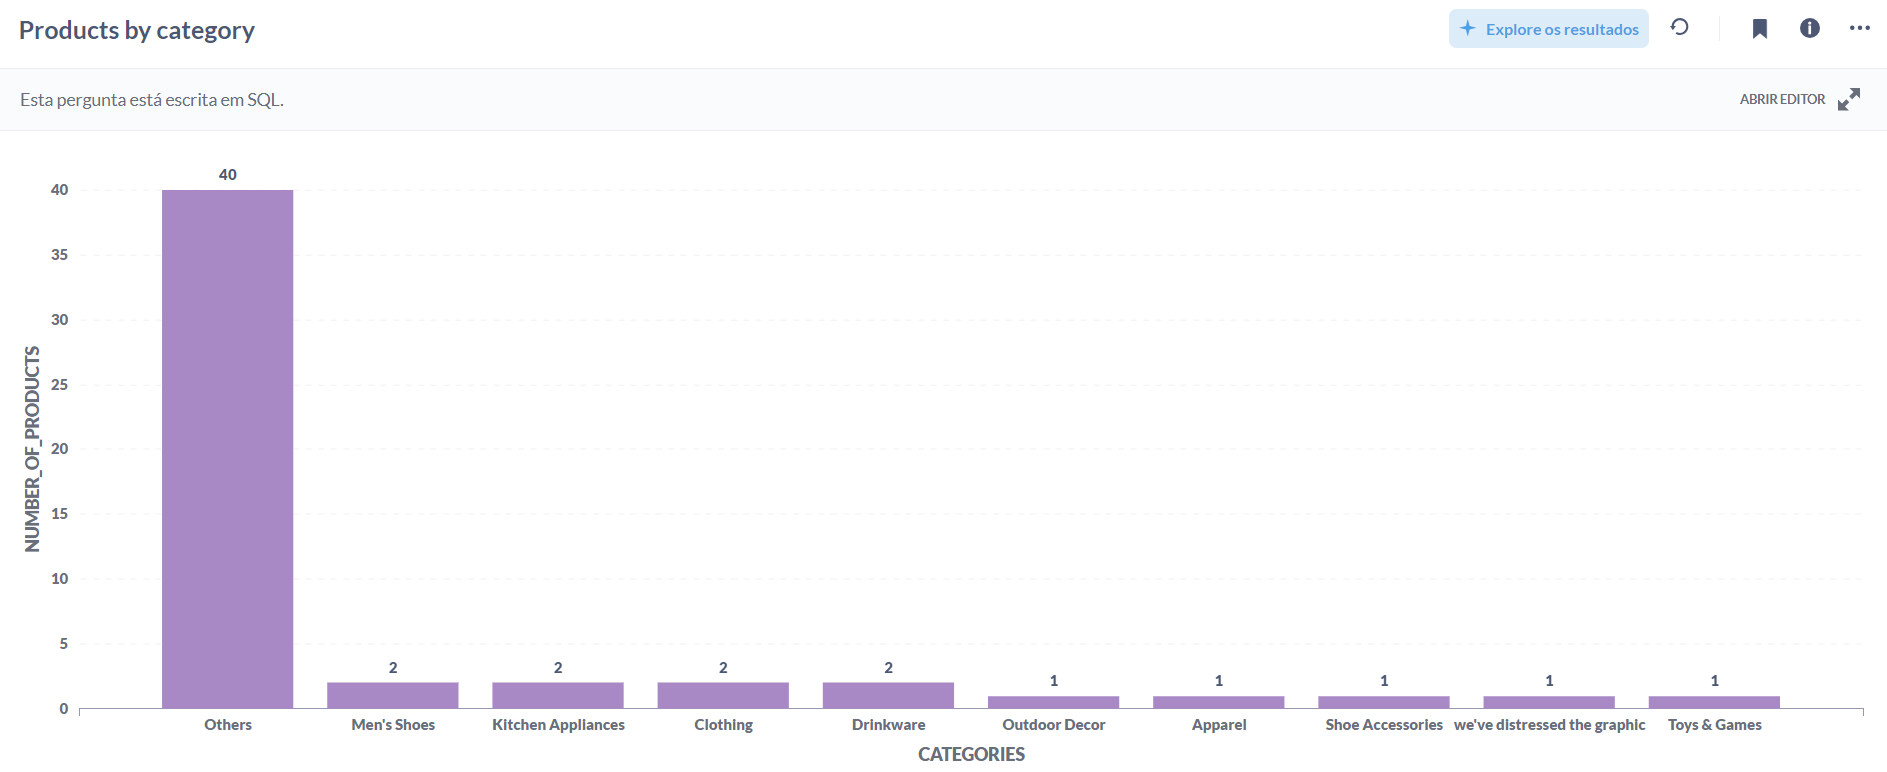 Products by category
Explore os resultados
Esta pergunta está escrita em SQL.
ABRIR EDITOR
NUMBER_OF_PRODUCTS
40
35
30
25
20
15
10
5
0
40
2
2
2
2
1
1
1
1
1
Others
Men's Shoes
Kitchen Appliances
Clothing
Drinkware
Outdoor Decor
Apparel
Shoe Accessories
we've distressed the graphic
Toys & Games
CATEGORIES